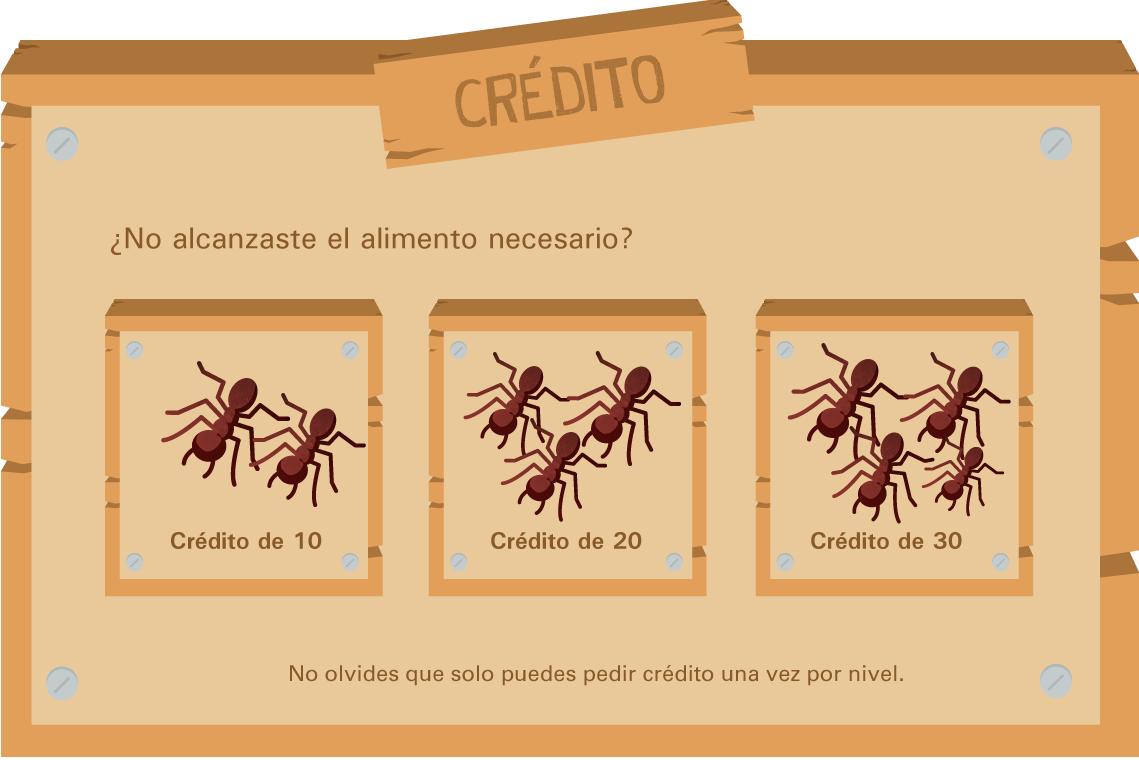 CRÉDITO
¿No alcanzaste el alimento necesario?
Crédito de 10
Crédito de 20
Crédito de 30
No olvides que solo puedes pedir crédito una vez por nivel.